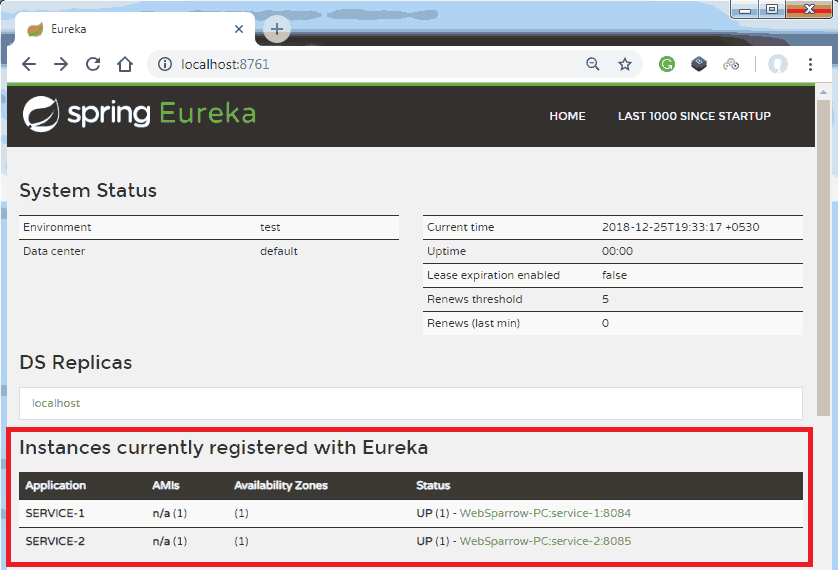 Eureka
localhost:8761
spring Eureka
HOME LAST 1000 SINCE STARTUP
System Status
Environment test
Data center default
Current time 2018-12-25T19:33:17 +0530
Uptime 00:00
Lease expiration enabled false
Renews threshold 5
Renews (last min) 0
DS Replicas
localhost
Instances currently registered with Eureka
Application AMIs Availability Zones Status
SERVICE-1 n/a (1) (1) UP (1) - WebSparrow-PC:service-1:8084
SERVICE-2 n/a (1) (1) UP (1) - WebSparrow-PC:service-2:8085